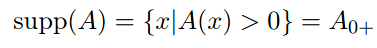 supp(A) = {x|A(x) > 0} = A₀₊